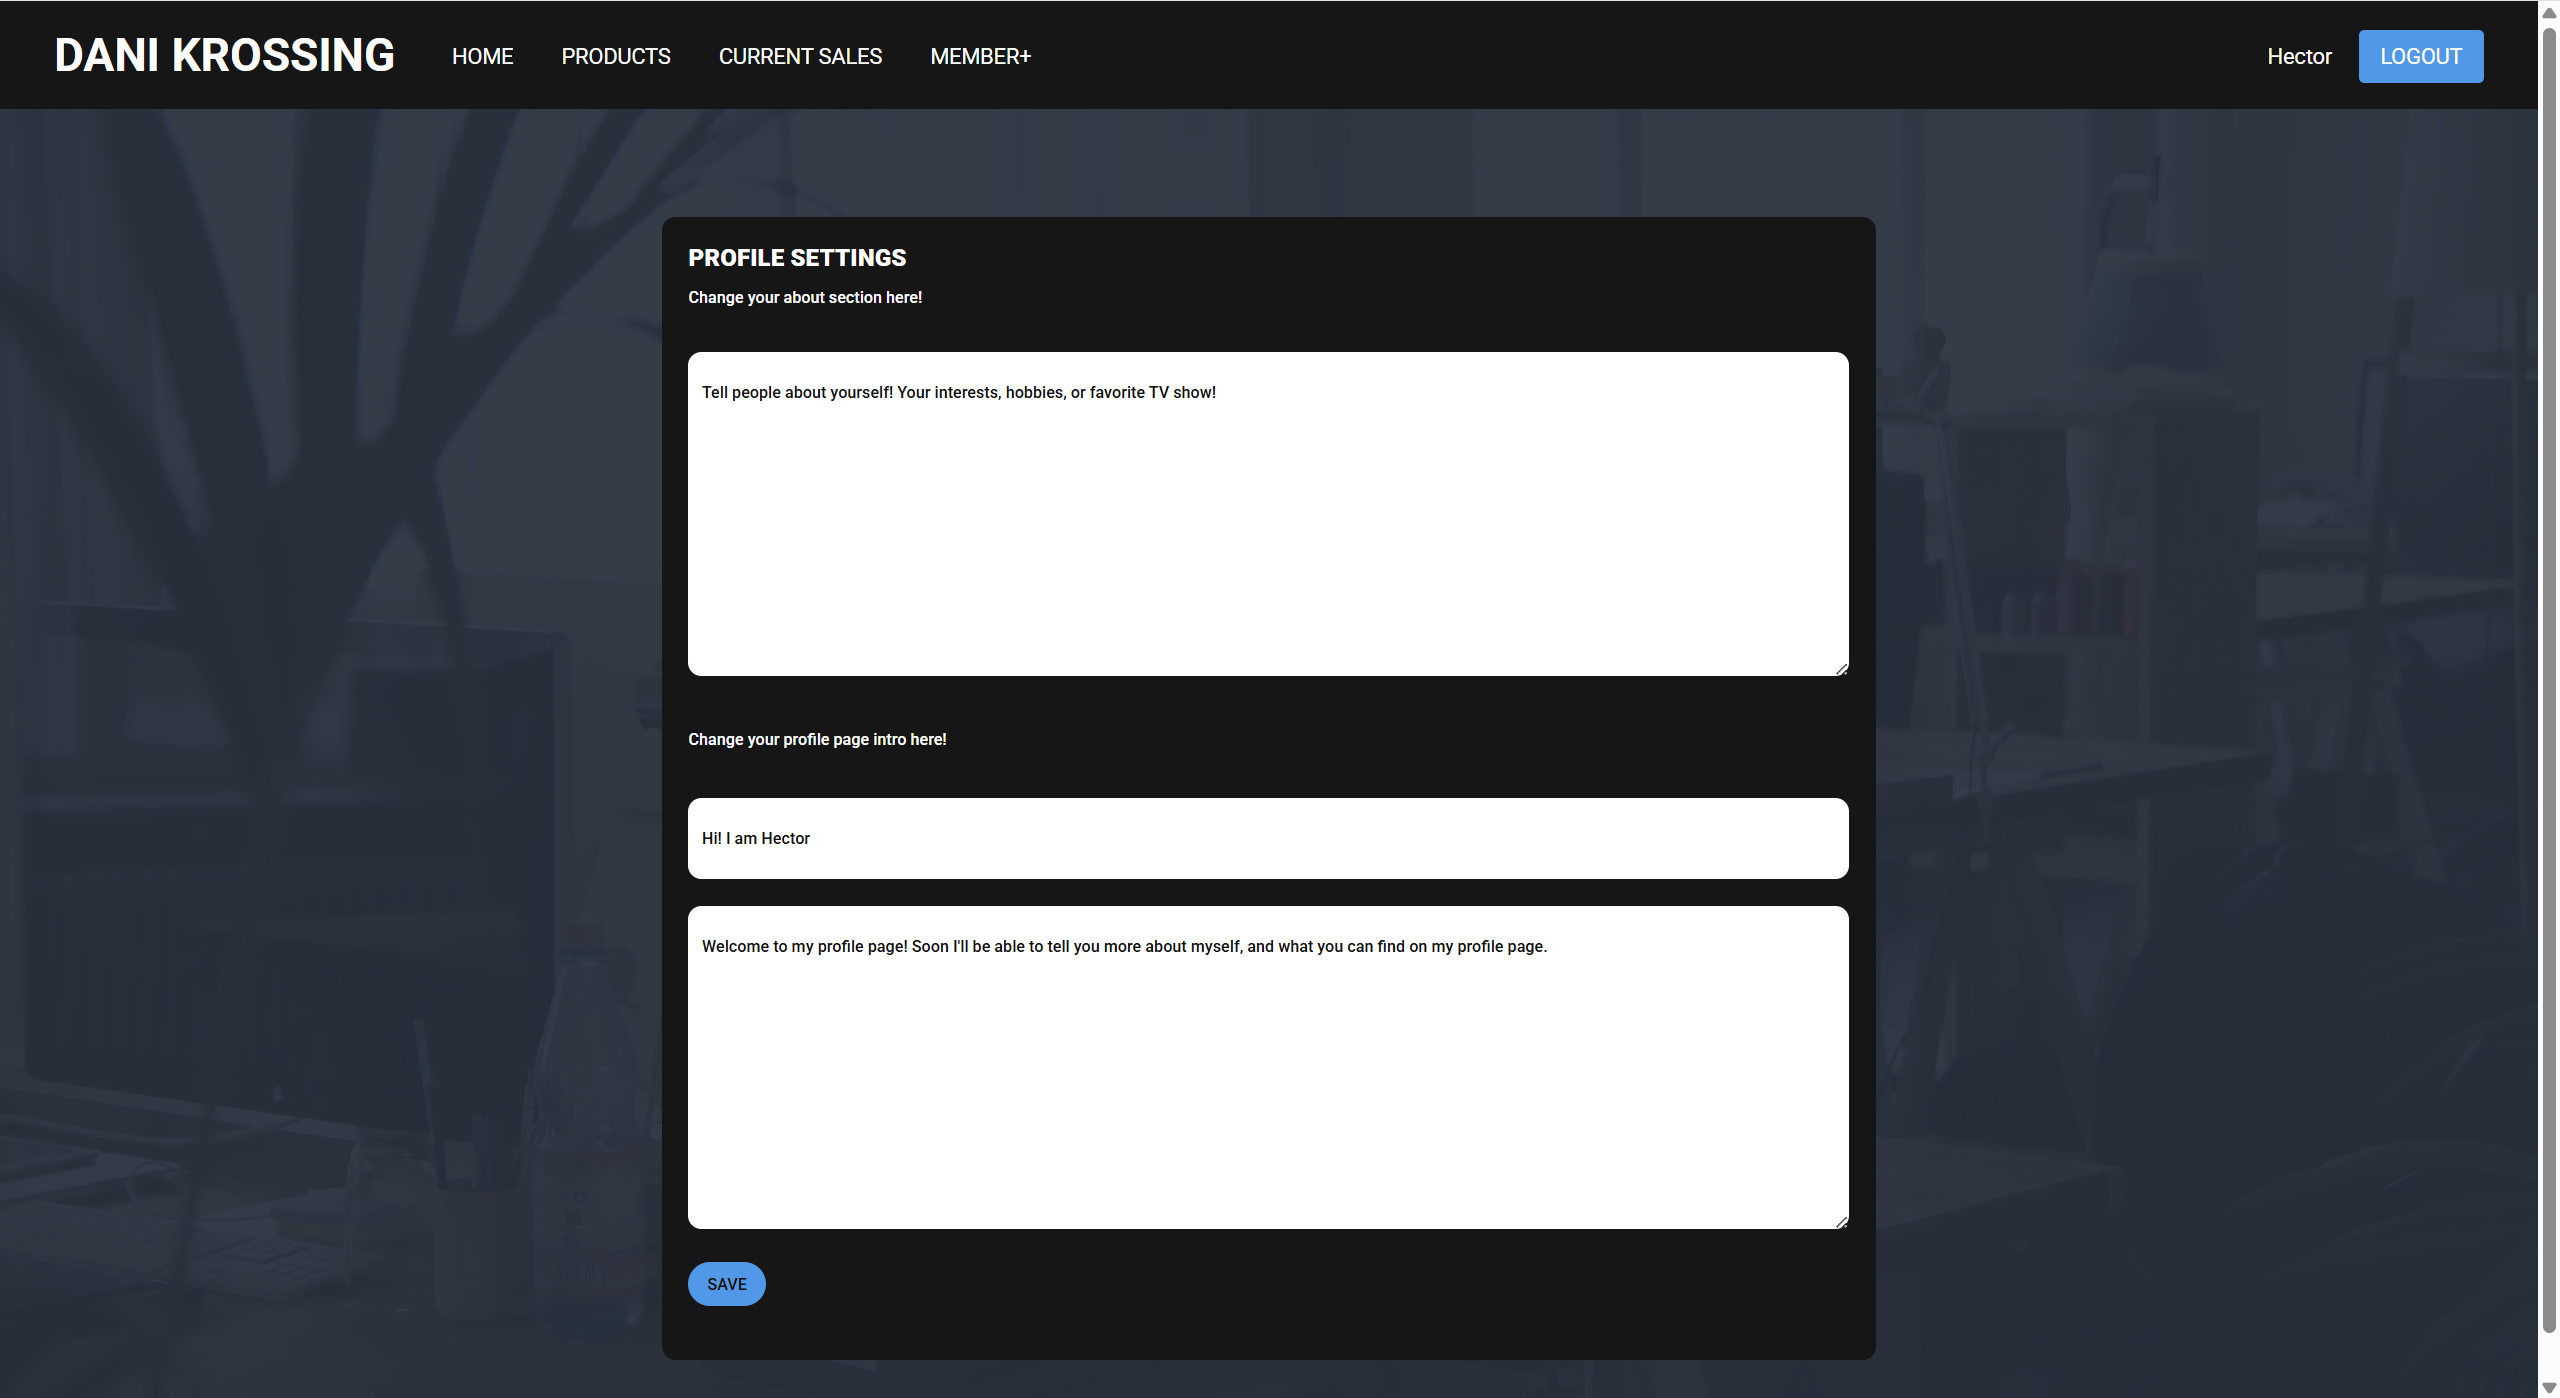 DANI KROSSING
HOME
PRODUCTS
CURRENT SALES
MEMBER+
Hector
LOGOUT
PROFILE SETTINGS
Change your about section here!
Tell people about yourself! Your interests, hobbies, or favorite TV show!
Change your profile page intro here!
Hi! I am Hector
Welcome to my profile page! Soon I'll be able to tell you more about myself, and what you can find on my profile page.
SAVE